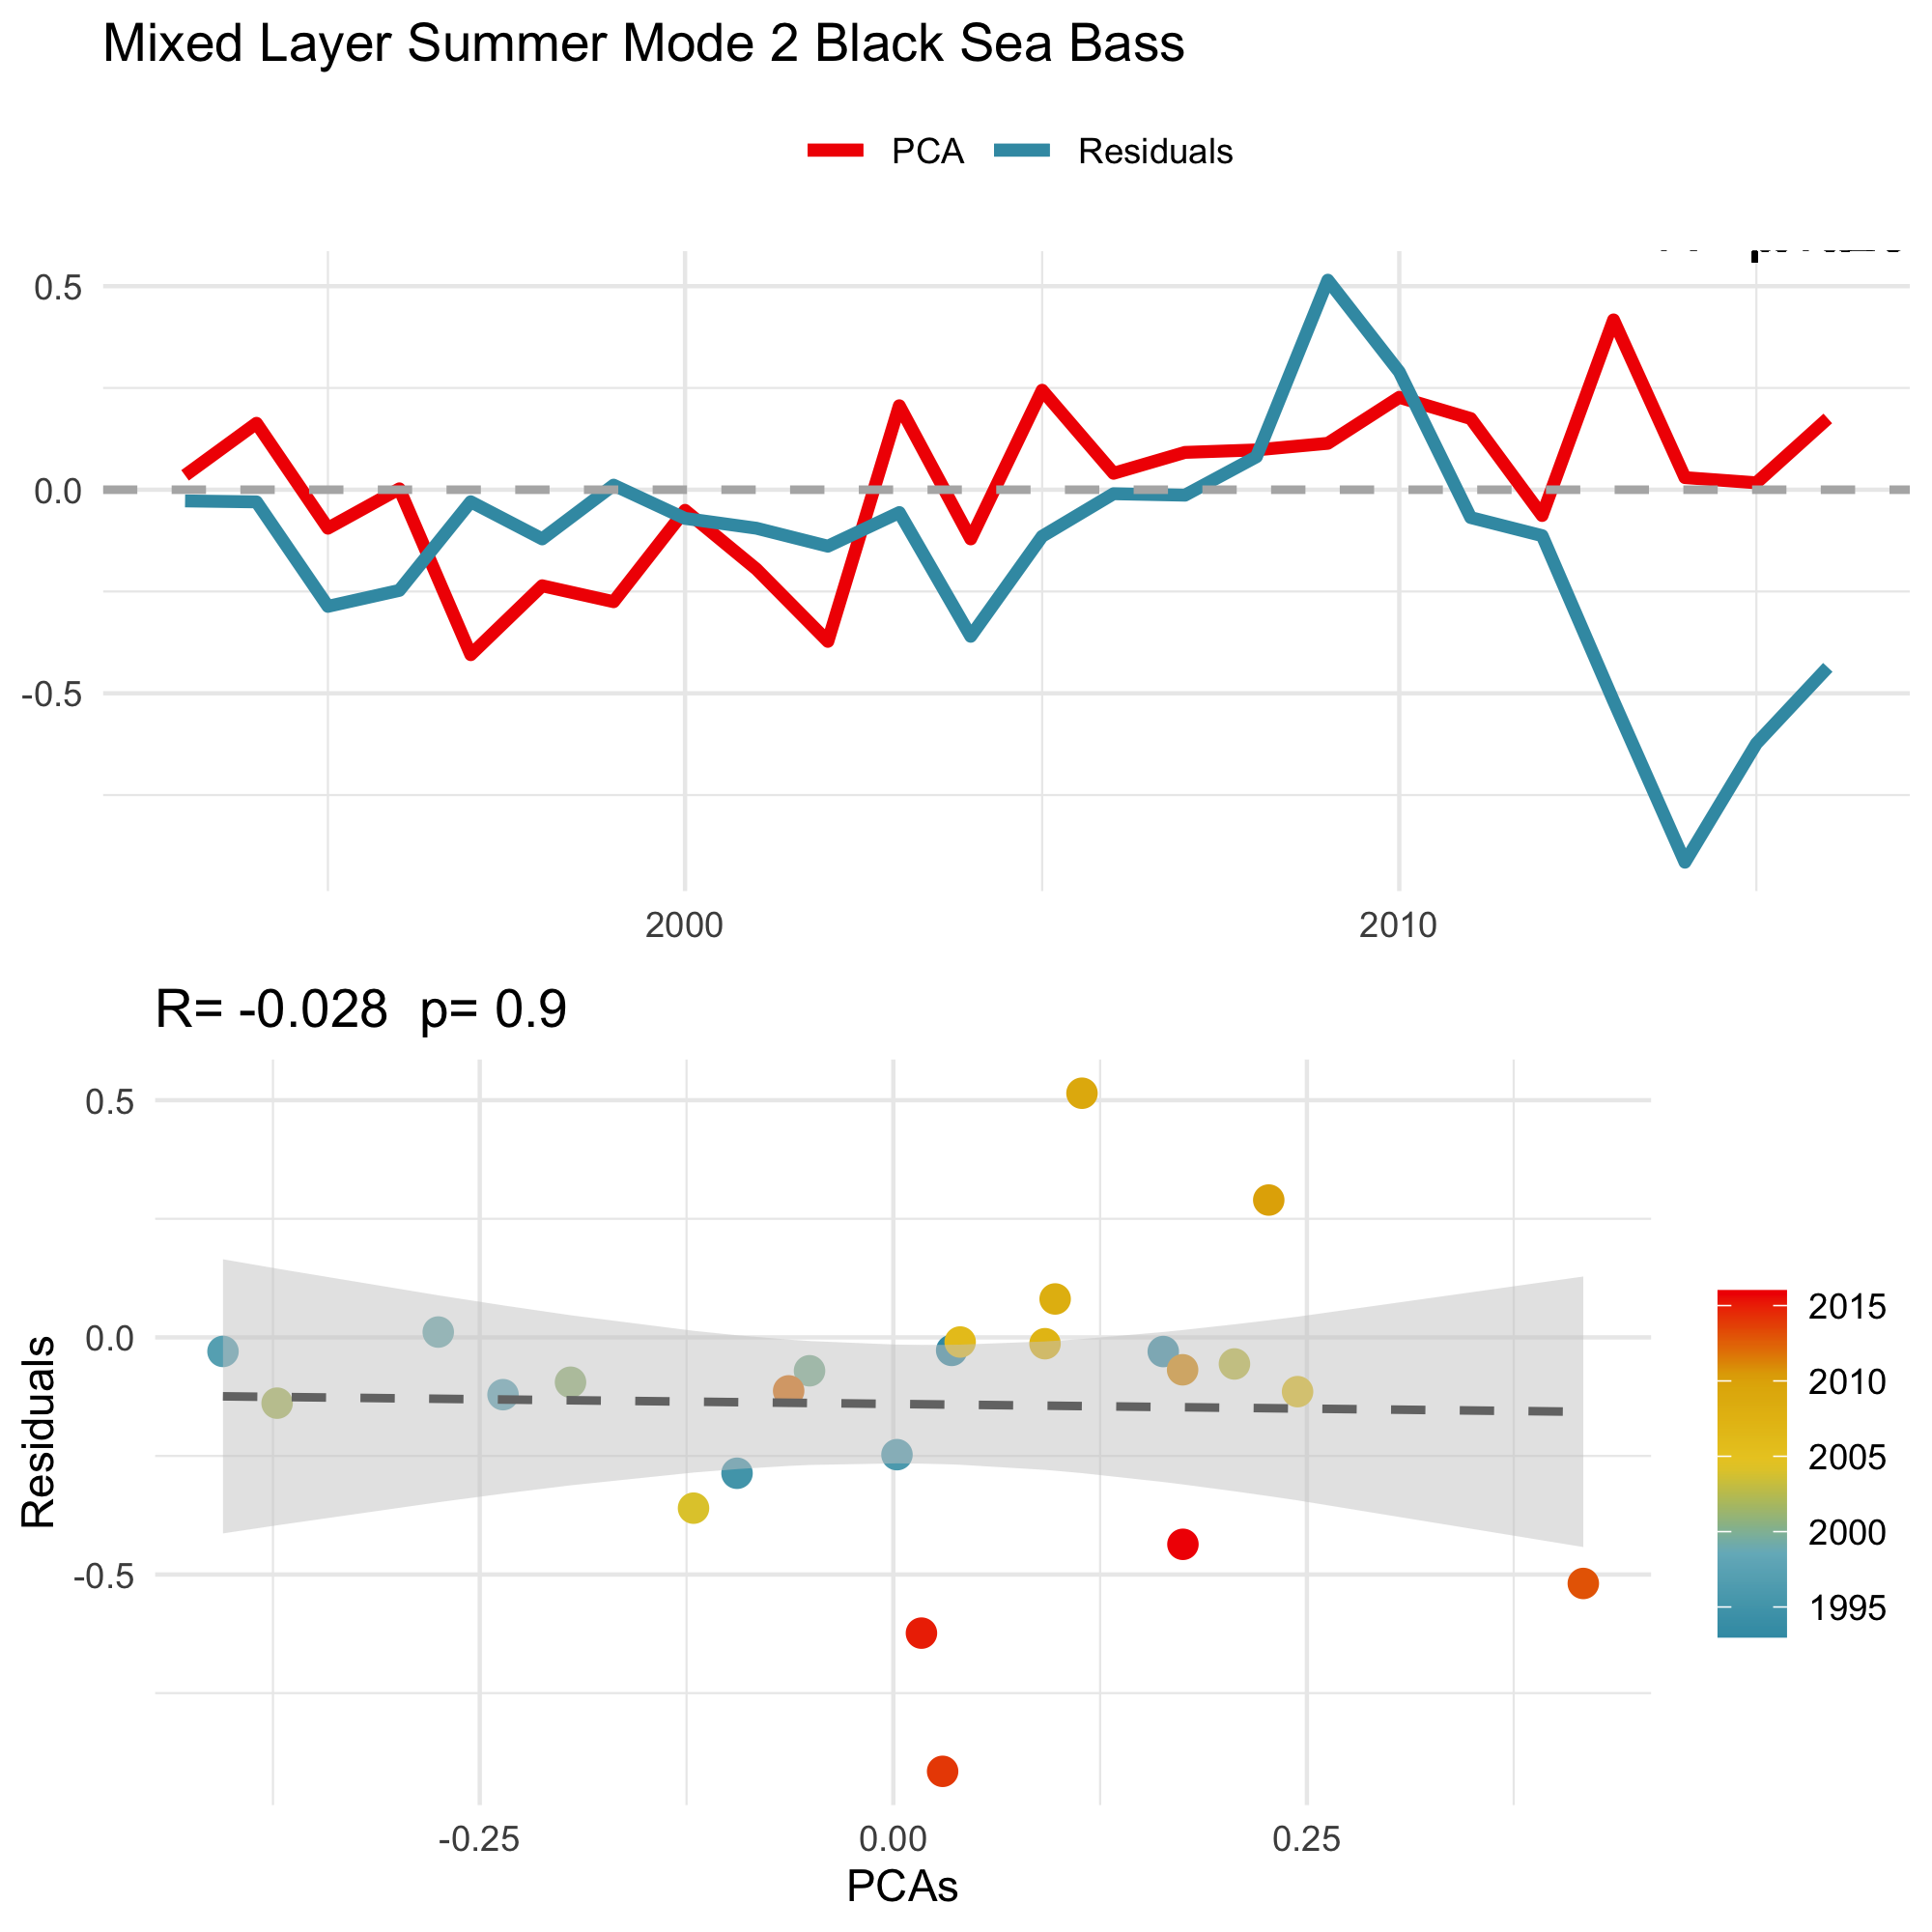 Mixed Layer Summer Mode 2 Black Sea Bass
PCA Residuals
0.5
0.0
-0.5
2000 2010
R= -0.028 p= 0.9
0.5
0.0
-0.5
Residuals
-0.25 0.00 0.25
PCAs
2015
2010
2005
2000
1995